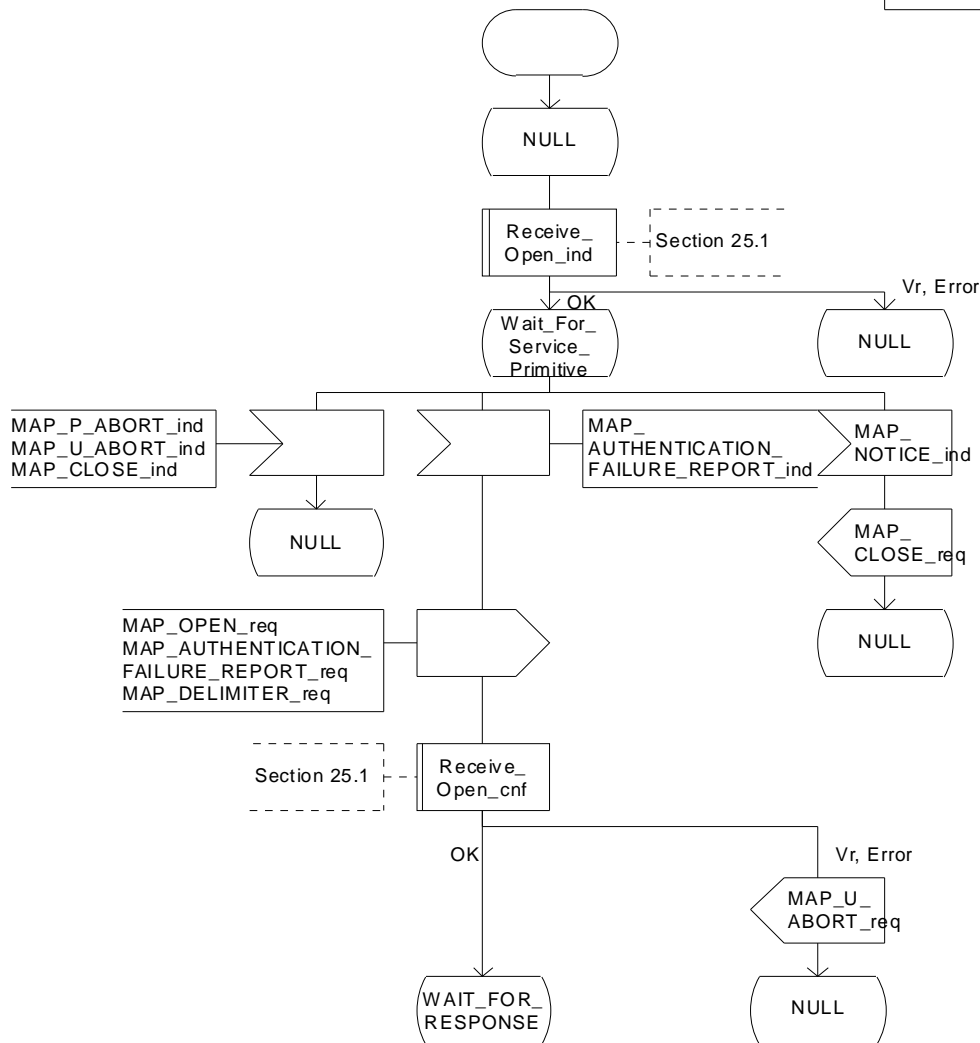 NULL
Receive_
Open_ind
Section 25.1
Vr, Error
OK
Wait_For_
Service_
Primitive
NULL
MAP_P_ABORT_ind
MAP_U_ABORT_ind
MAP_CLOSE_ind
MAP_
AUTHENTICATION_
FAILURE_REPORT_ind
MAP_
NOTICE_ind
NULL
MAP_
CLOSE_req
NULL
MAP_OPEN_req
MAP_AUTHENTICATION_
FAILURE_REPORT_req
MAP_DELIMITER_req
Section 25.1
Receive_
Open_cnf
OK
Vr, Error
MAP_U_
ABORT_req
WAIT_FOR_
RESPONSE
NULL